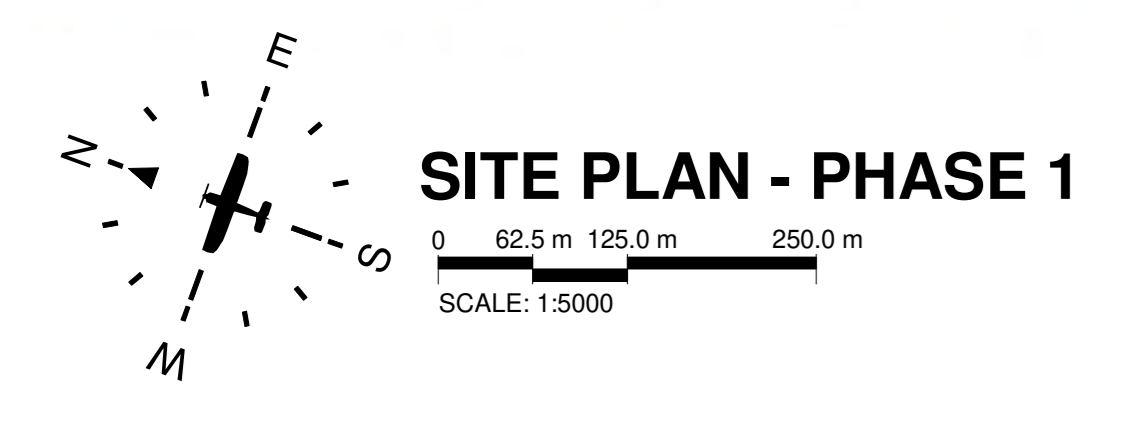 E
N
S
W
SITE PLAN - PHASE 1
0 62.5 m 125.0 m 250.0 m
SCALE: 1:5000